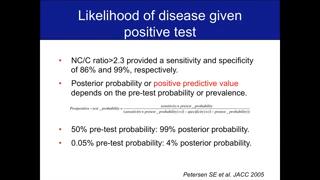 Likelihood of disease given
positive test
• NC/C ratio>2.3 provided a sensitivity and specificity
of 86% and 99%, respectively.
• Posterior probability or positive predictive value
depends on the pre-test probability or prevalence.
• 50% pre-test probability: 99% posterior probability.
• 0.05% pre-test probability: 4% posterior probability.
Petersen SE et al. JACC 2005